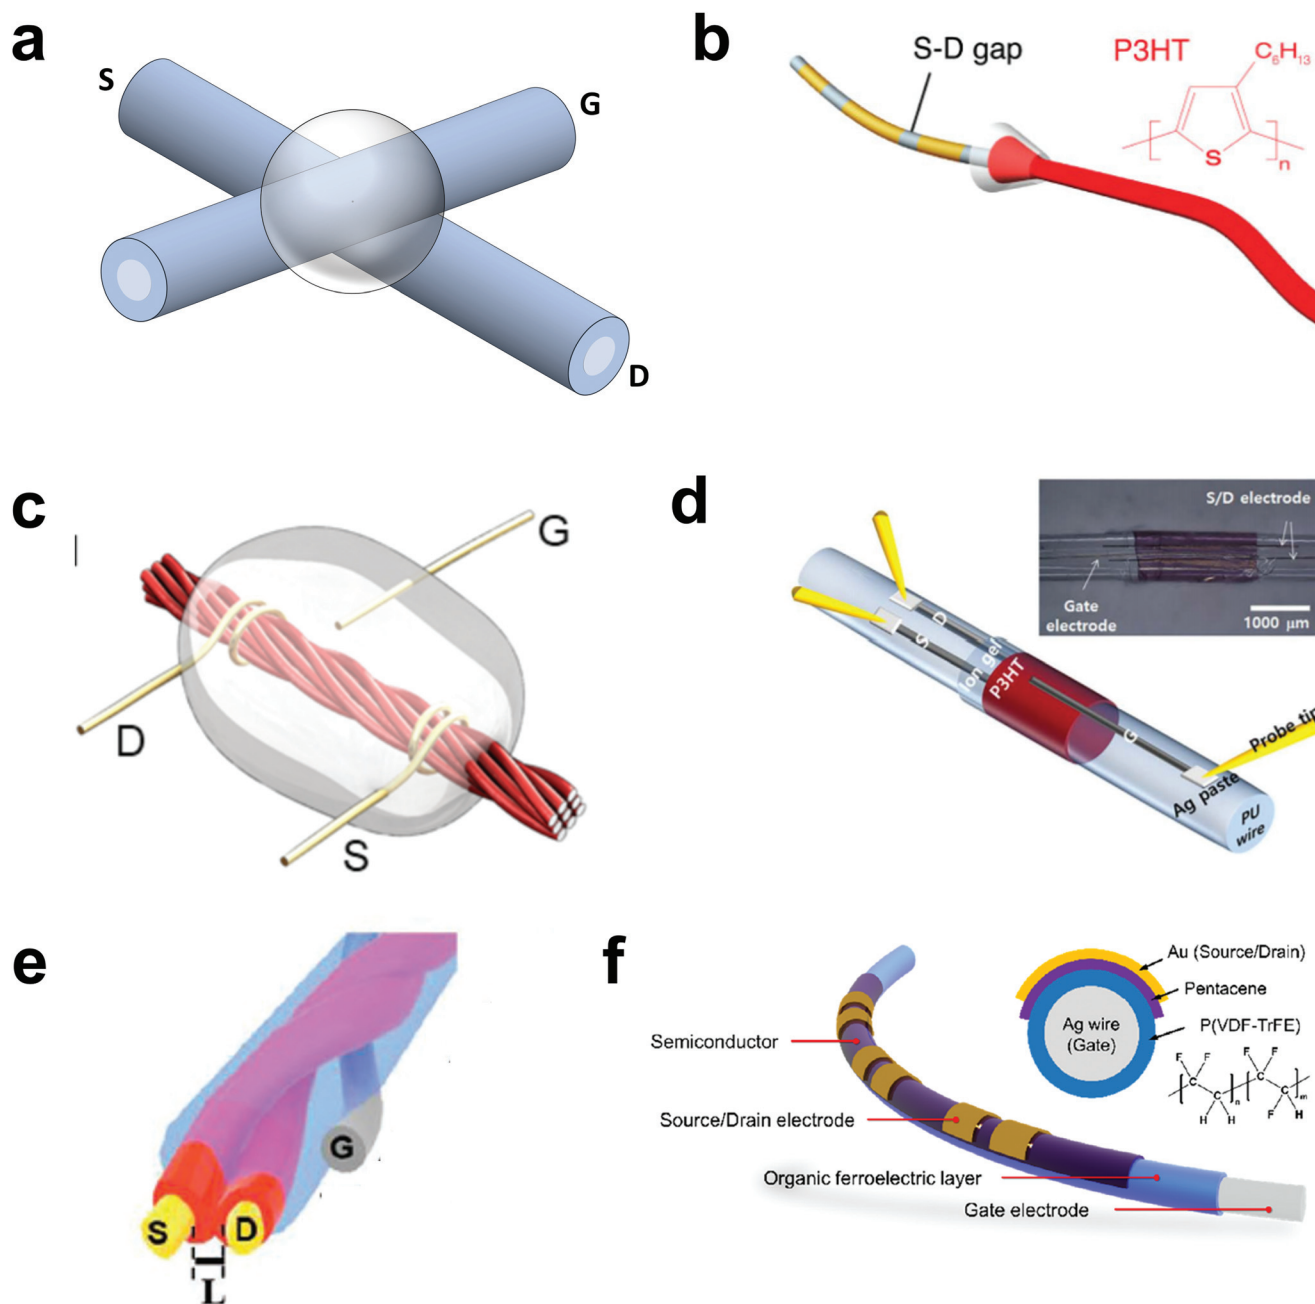 a
S
G
D
b
S-D gap
P3HT
C6H13
S
n
c
G
D
S
d
S/D electrode
Gate
electrode
1000 μm
D
S
Ion gel
P3HT
G
Probe tip
Ag paste
PU
wire
e
S
D
G
L
f
Au (Source/Drain)
Pentacene
P(VDF-TrFE)
Ag wire
(Gate)
F F F F
C C
C n C m
H H F H
Semiconductor
Source/Drain electrode
Organic ferroelectric layer
Gate electrode